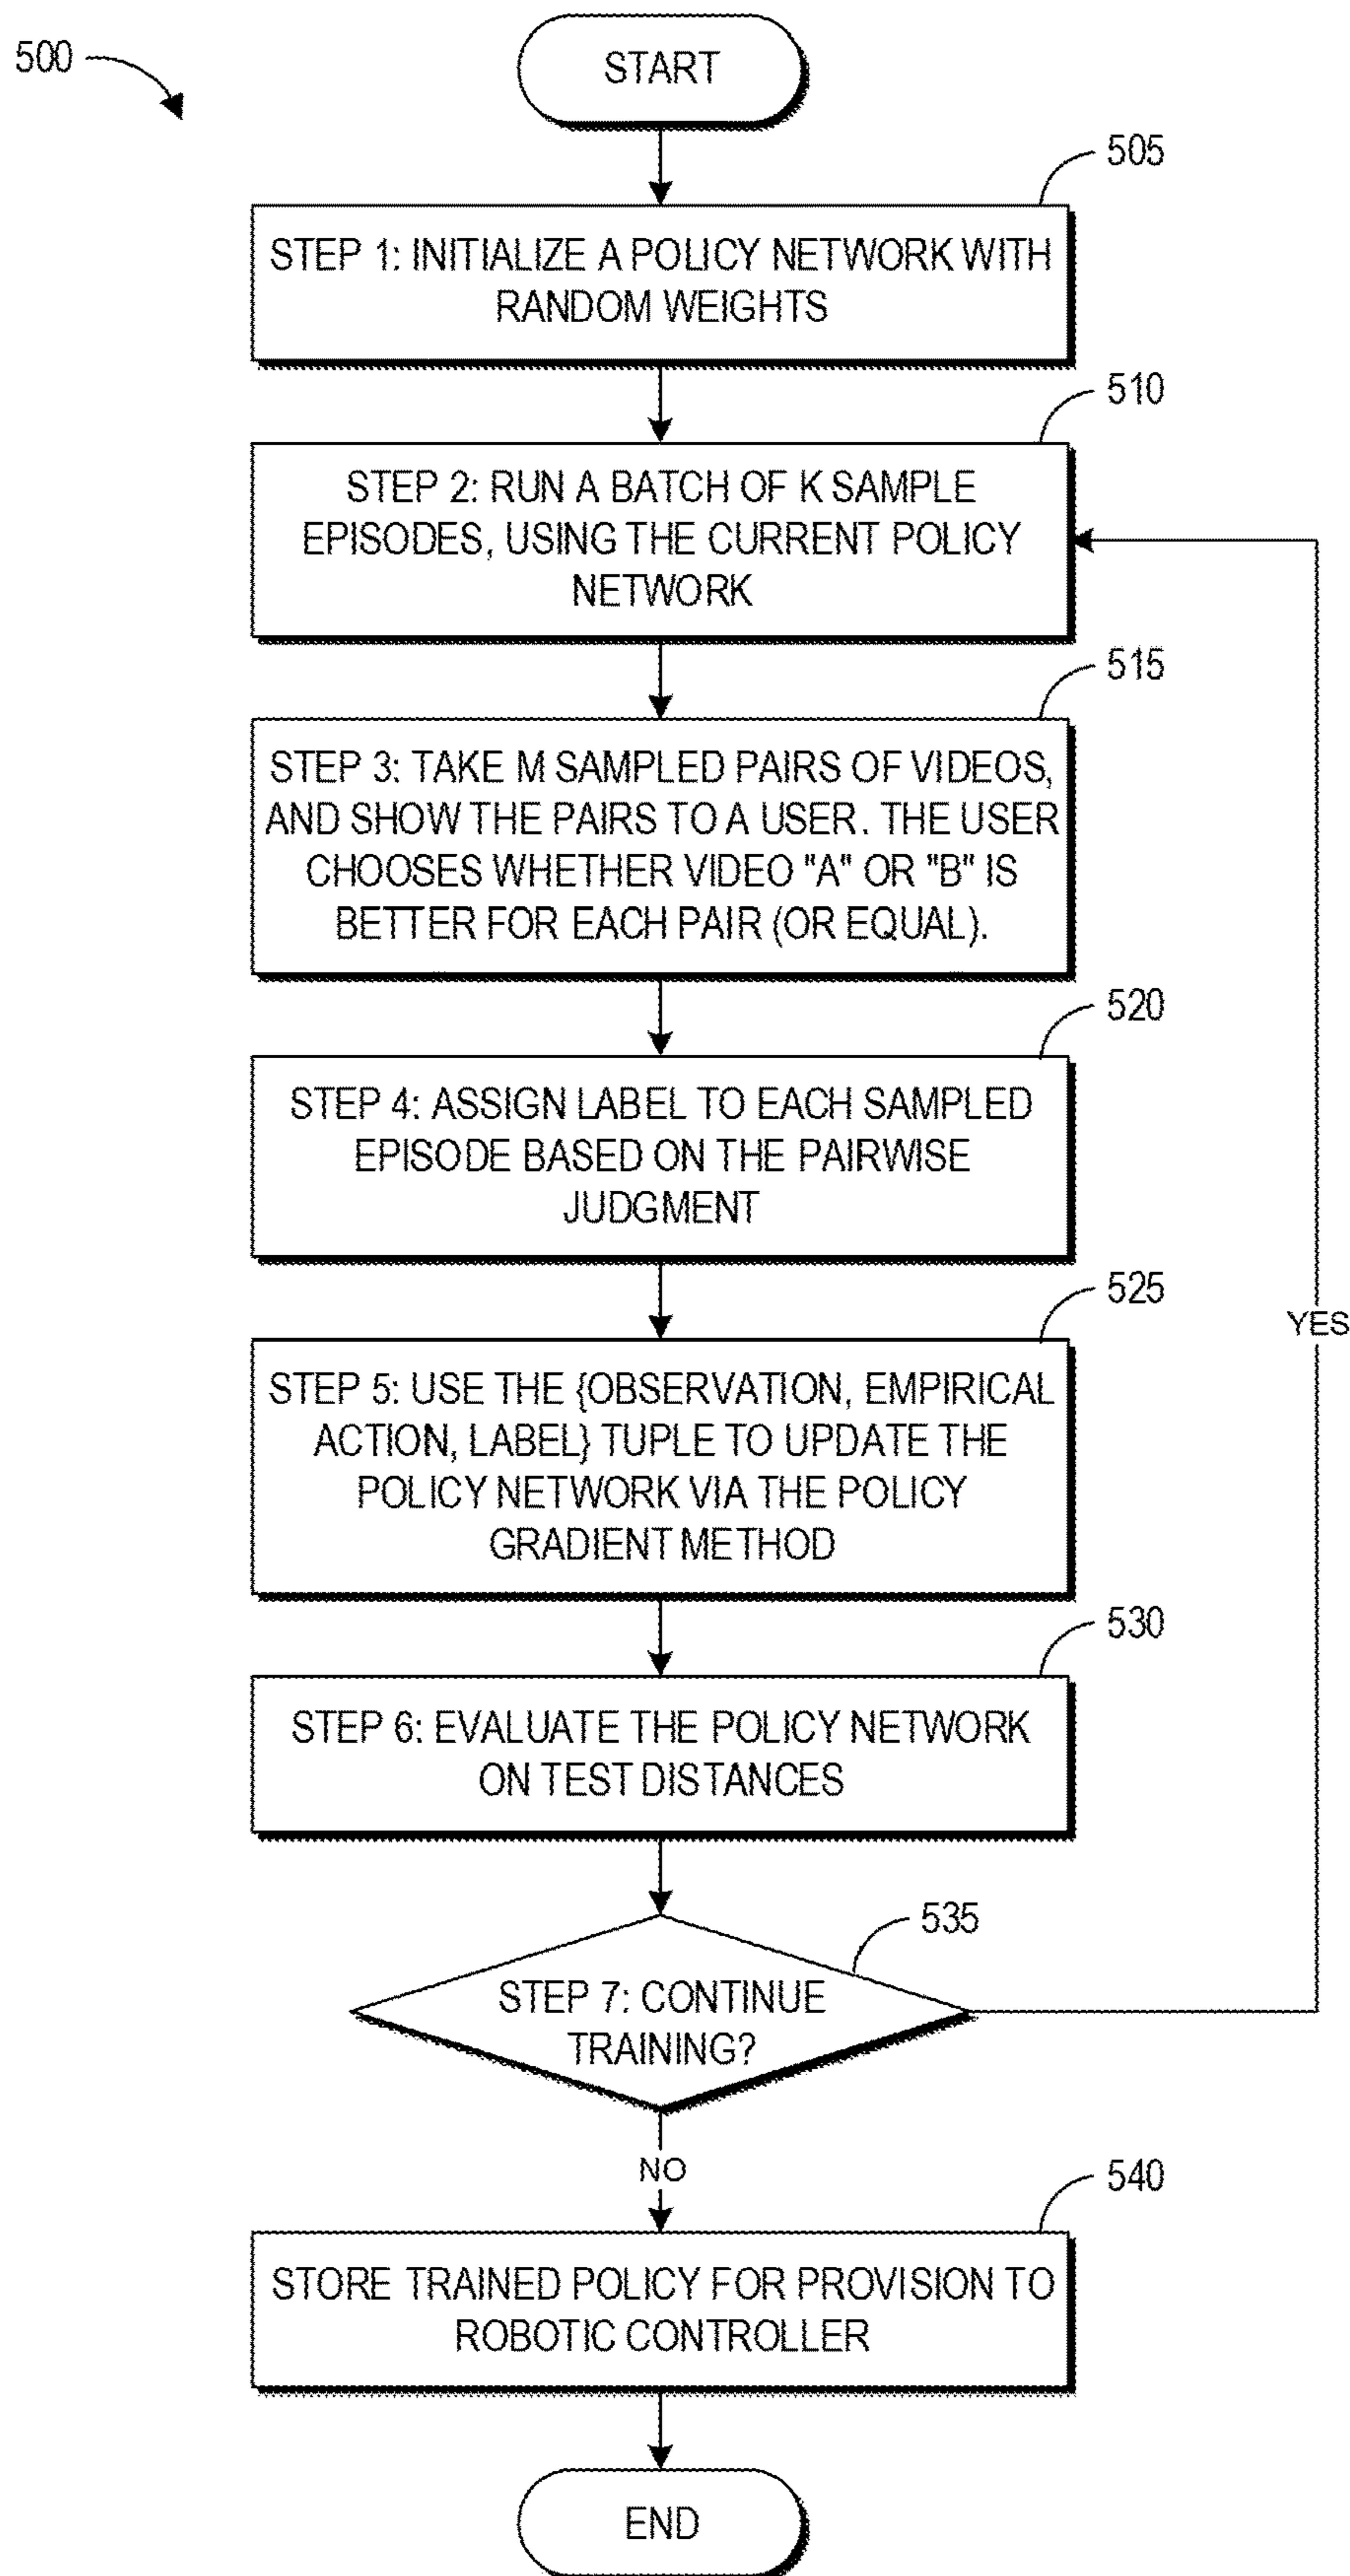 500
START
505
STEP 1: INITIALIZE A POLICY NETWORK WITH
RANDOM WEIGHTS
510
STEP 2: RUN A BATCH OF K SAMPLE
EPISODES, USING THE CURRENT POLICY
NETWORK
515
STEP 3: TAKE M SAMPLED PAIRS OF VIDEOS,
AND SHOW THE PAIRS TO A USER. THE USER
CHOOSES WHETHER VIDEO "A" OR "B" IS
BETTER FOR EACH PAIR (OR EQUAL).
520
STEP 4: ASSIGN LABEL TO EACH SAMPLED
EPISODE BASED ON THE PAIRWISE
JUDGMENT
525
STEP 5: USE THE {OBSERVATION, EMPIRICAL
ACTION, LABEL} TUPLE TO UPDATE THE
POLICY NETWORK VIA THE POLICY
GRADIENT METHOD
YES
530
STEP 6: EVALUATE THE POLICY NETWORK
ON TEST DISTANCES
535
STEP 7: CONTINUE
TRAINING?
NO
540
STORE TRAINED POLICY FOR PROVISION TO
ROBOTIC CONTROLLER
END